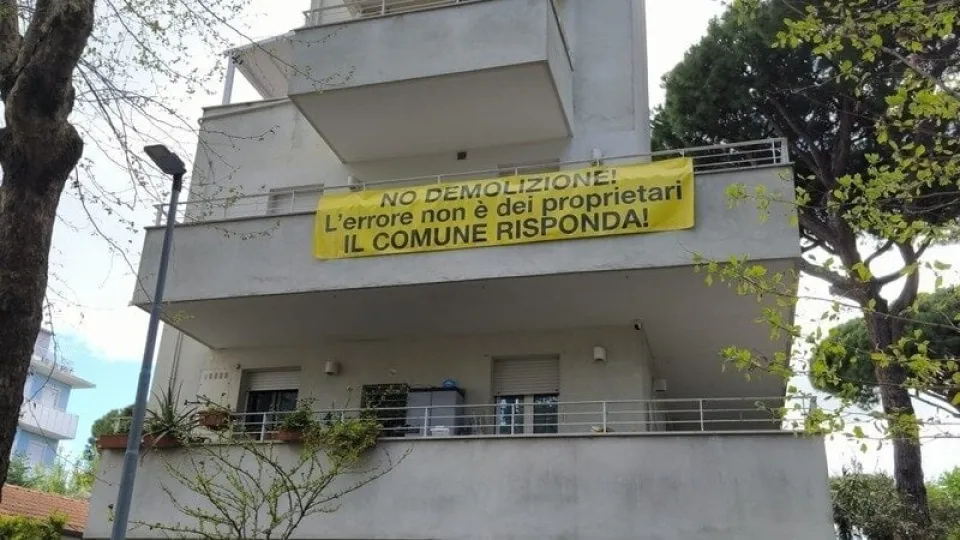 NO DEMOLIZIONE!
L'errore non è dei proprietari
IL COMUNE RISPONDA!